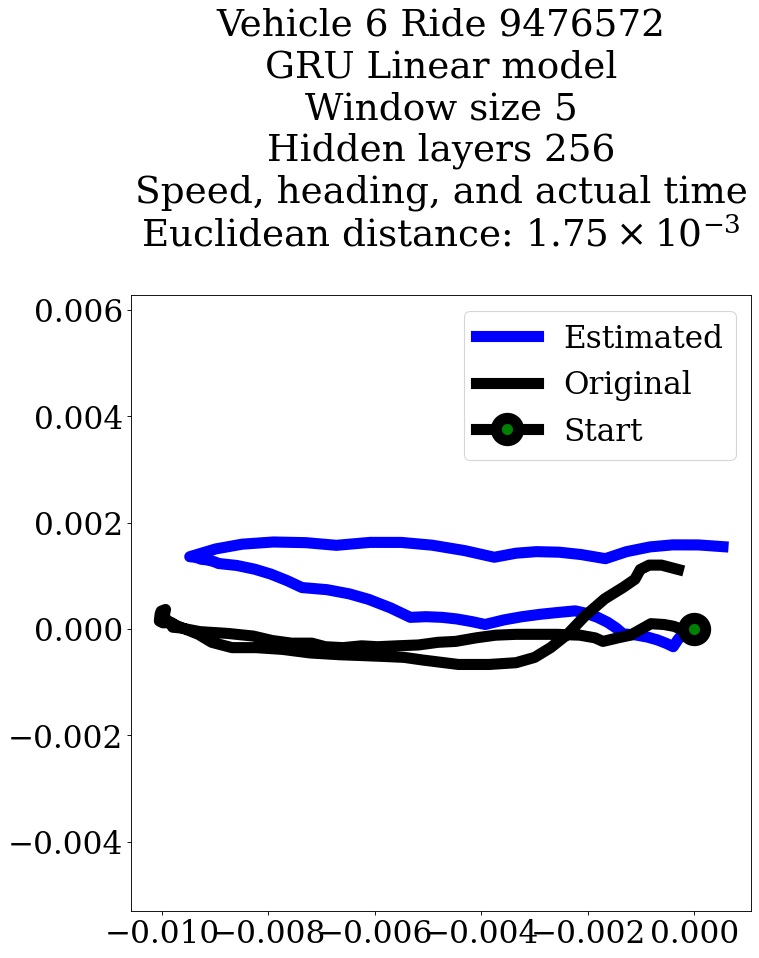 Vehicle 6 Ride 9476572
GRU Linear model
Window size 5
Hidden layers 256
Speed, heading, and actual time
Euclidean distance: 1.75 × 10⁻³
0.006
Estimated
Original
Start
0.004
0.002
0.000
−0.002
−0.004
−0.010 −0.008 −0.006 −0.004 −0.002 0.000